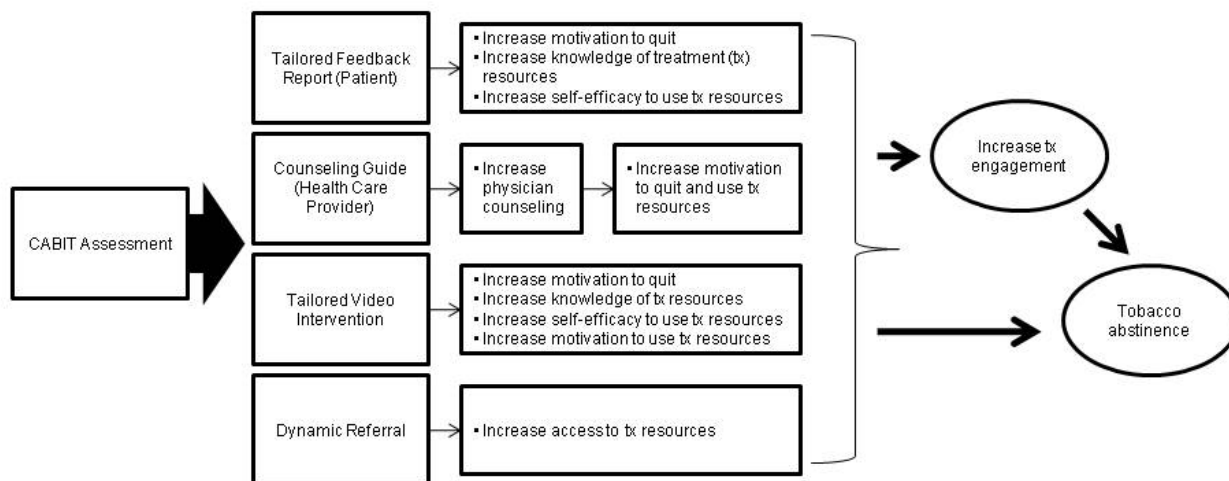 CABIT Assessment
Tailored Feedback
Report (Patient)
▪ Increase motivation to quit
▪ Increase knowledge of treatment (tx)
resources
▪ Increase self-efficacy to use tx resources
Counseling Guide
(Health Care
Provider)
▪ Increase
physician
counseling
▪ Increase motivation
to quit and use tx
resources
Tailored Video
Intervention
▪ Increase motivation to quit
▪ Increase knowledge of tx resources
▪ Increase self-efficacy to use tx resources
▪ Increase motivation to use tx resources
Dynamic Referral
▪ Increase access to tx resources
Increase tx
engagement
Tobacco
abstinence